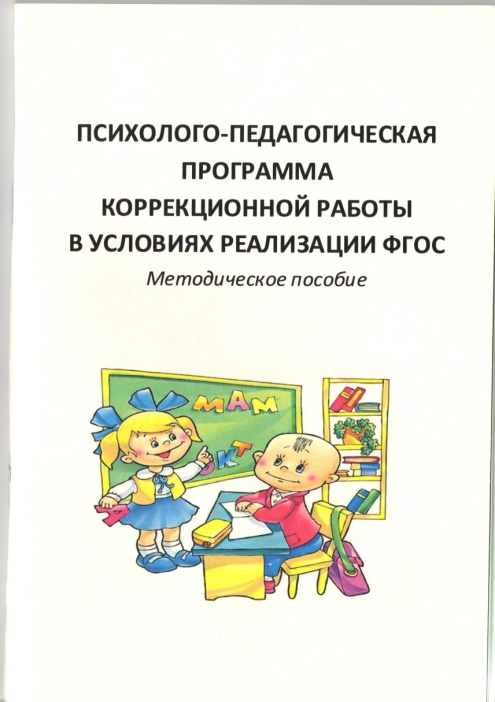 ПСИХОЛОГО-ПЕДАГОГИЧЕСКАЯ
ПРОГРАММА
КОРРЕКЦИОННОЙ РАБОТЫ
В УСЛОВИЯХ РЕАЛИЗАЦИИ ФГОС
Методическое пособие
МАМ
КТ